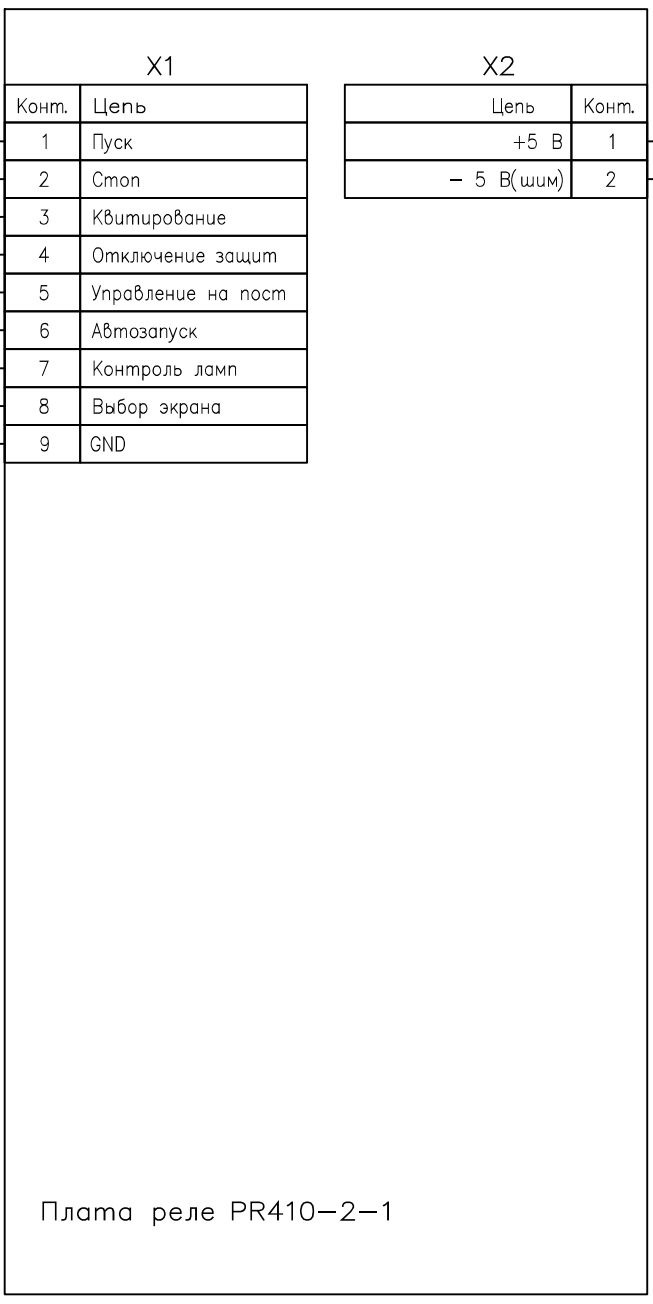 X1 X2
Конт. Цепь Цепь Конт.
1 Пуск +5 В 1
2 Стоп - 5 В(шим) 2
3 Квитирование
4 Отключение защит
5 Управление на пост
6 Автозапуск
7 Контроль ламп
8 Выбор экрана
9 GND
Плата реле PR410-2-1